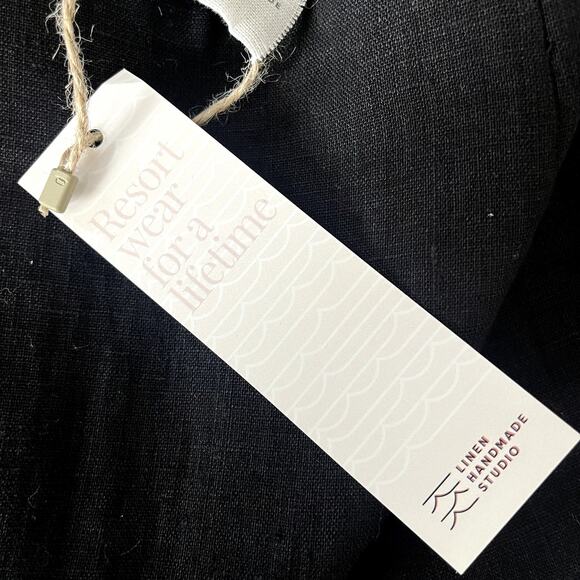 Resort
wear
for a
lifetime
LINEN
HANDMADE
STUDIO